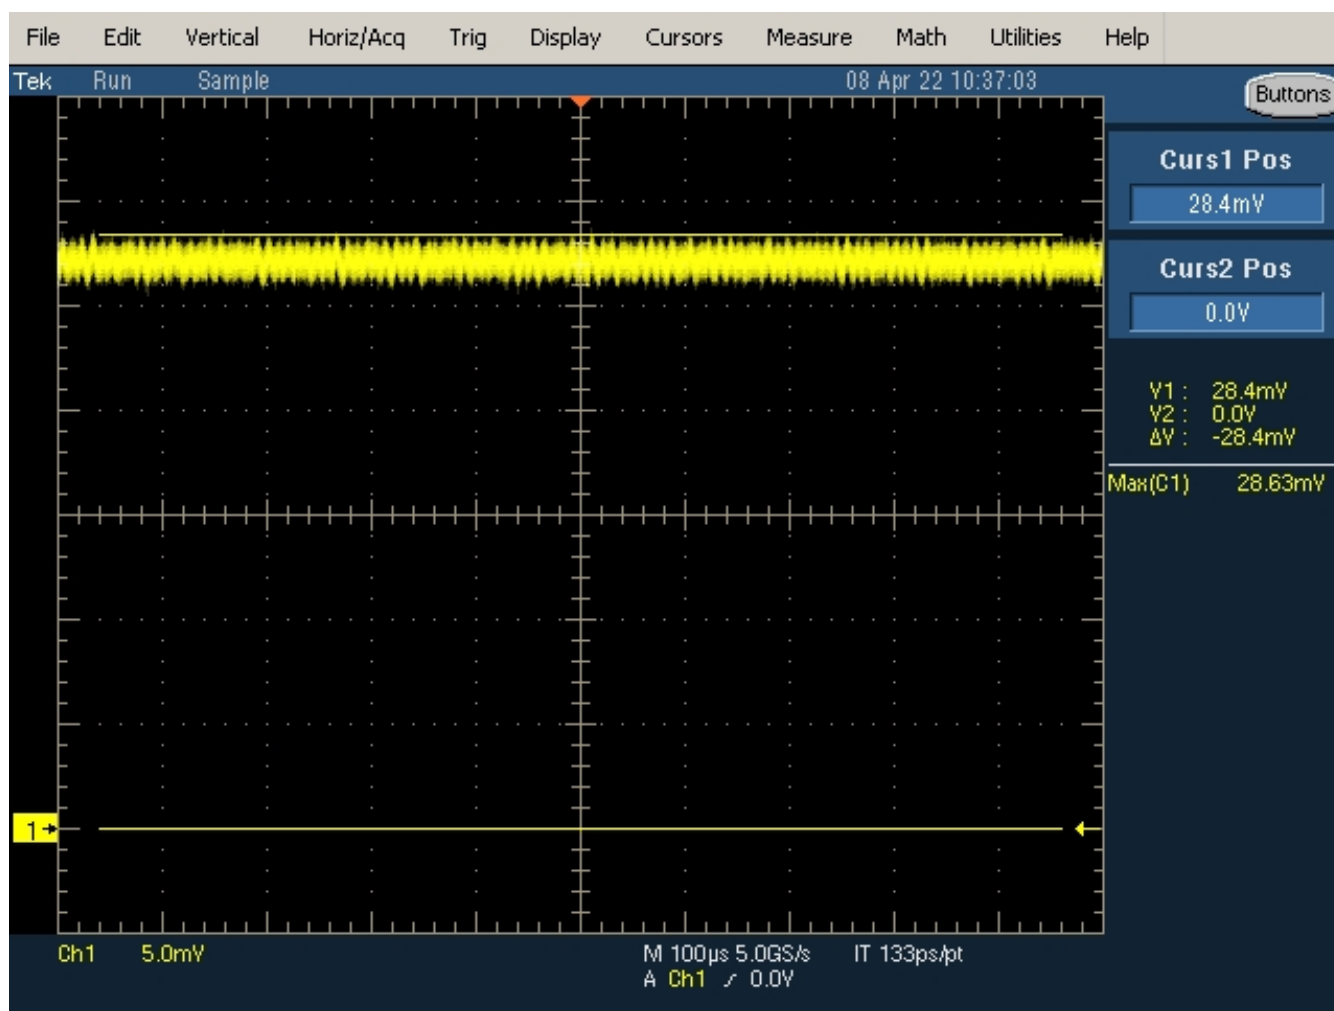 File Edit Vertical Horiz/Acq Trig Display Cursors Measure Math Utilities Help
Tek Run Sample 08 Apr 22 10:37:03
Buttons
Curs1 Pos
28.4mV
Curs2 Pos
0.0V
V1 : 28.4mV
V2 : 0.0V
ΔV : -28.4mV
Max(C1) 28.63mV
1
Ch1 5.0mV M 100µs 5.0GS/s IT 133ps/pt
A Ch1 0.0V